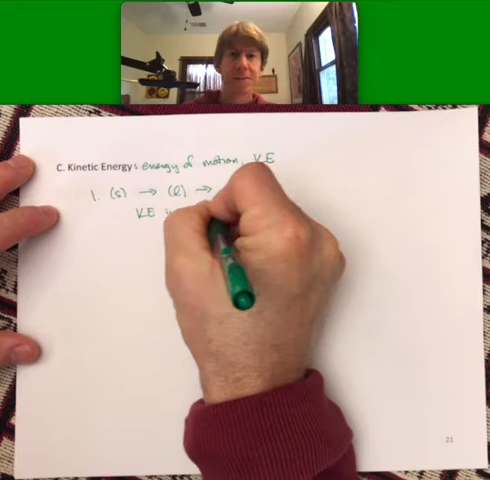 C. Kinetic Energy: energy of motion, KE
1. (s) → (l) →
KE
21